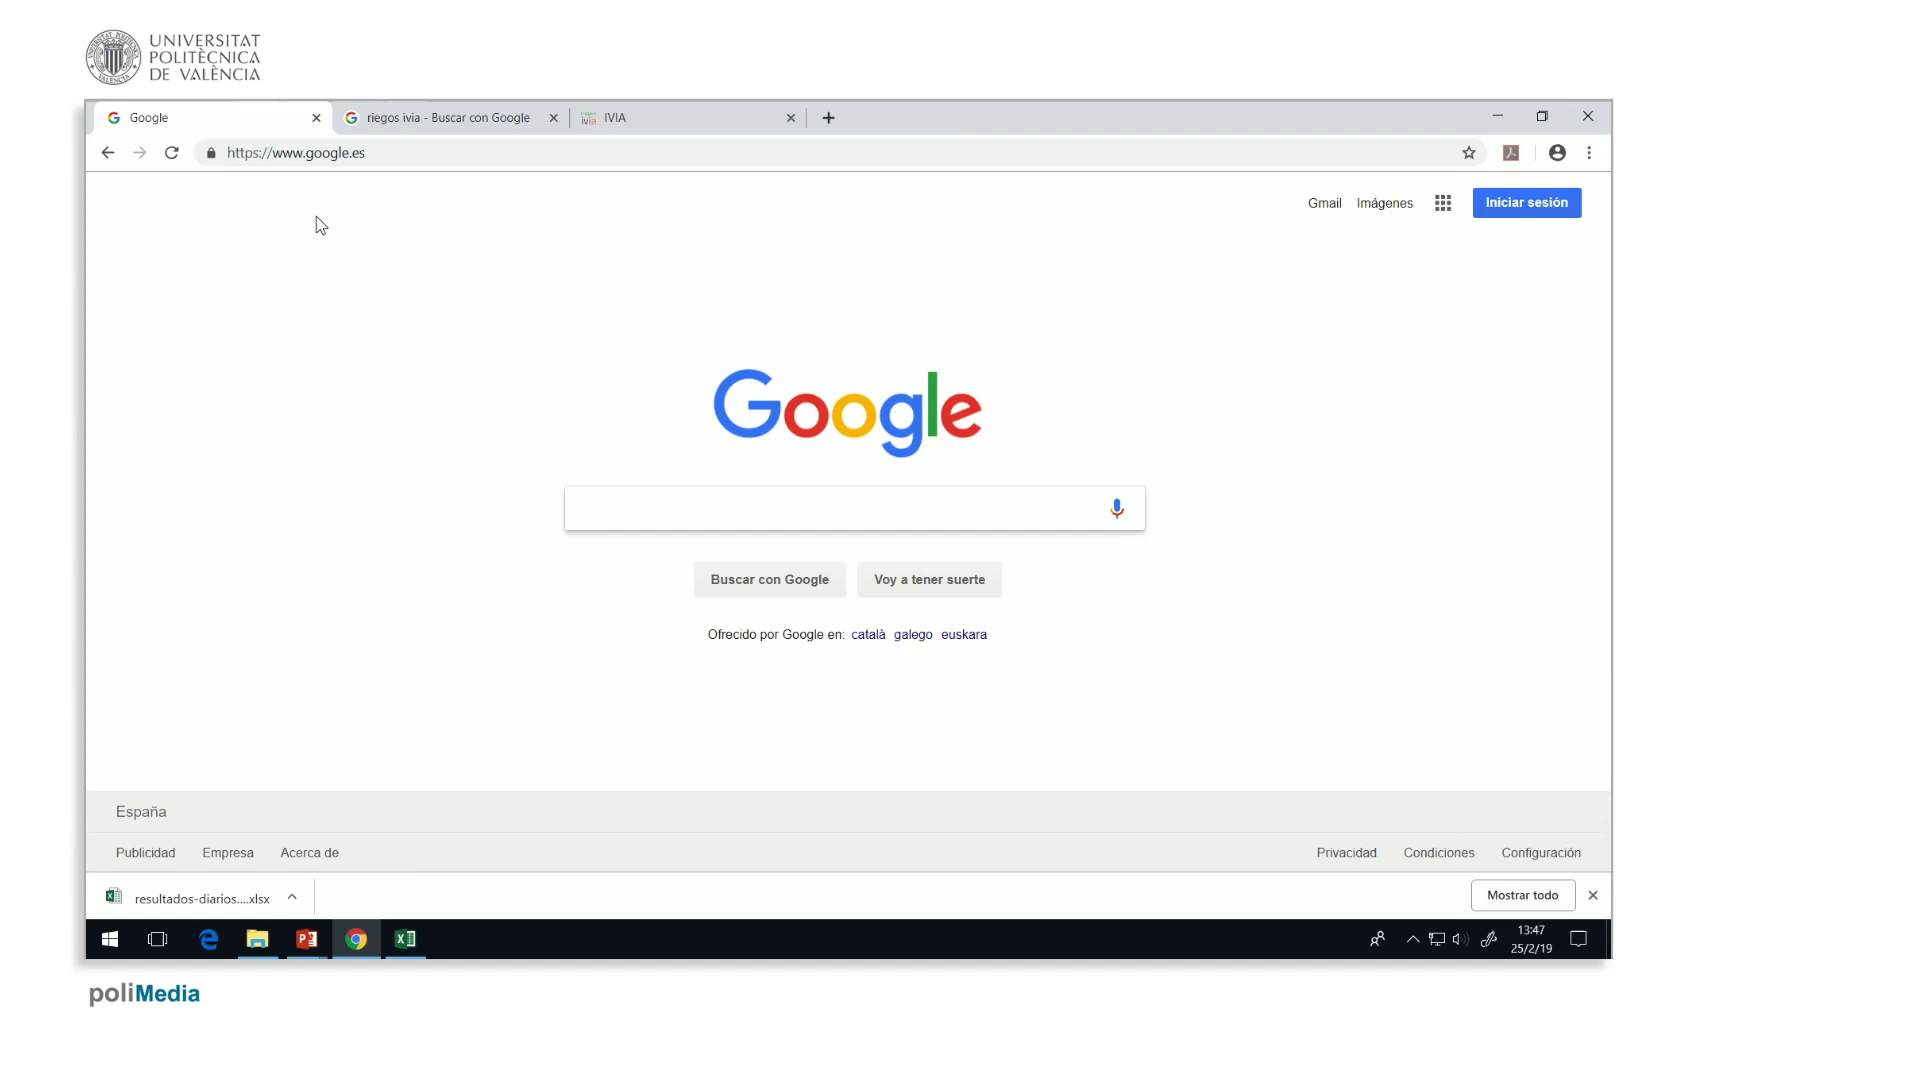 UNIVERSITAT
POLITÈCNICA
DE VALÈNCIA
Google
riegos ivia - Buscar con Google
ivia
IVIA
https://www.google.es
Gmail
Imágenes
Iniciar sesión
Google
Buscar con Google
Voy a tener suerte
Ofrecido por Google en: català galego euskara
España
Publicidad
Empresa
Acerca de
Privacidad
Condiciones
Configuración
resultados-diarios....xlsx
Mostrar todo
13:47
25/2/19
poliMedia